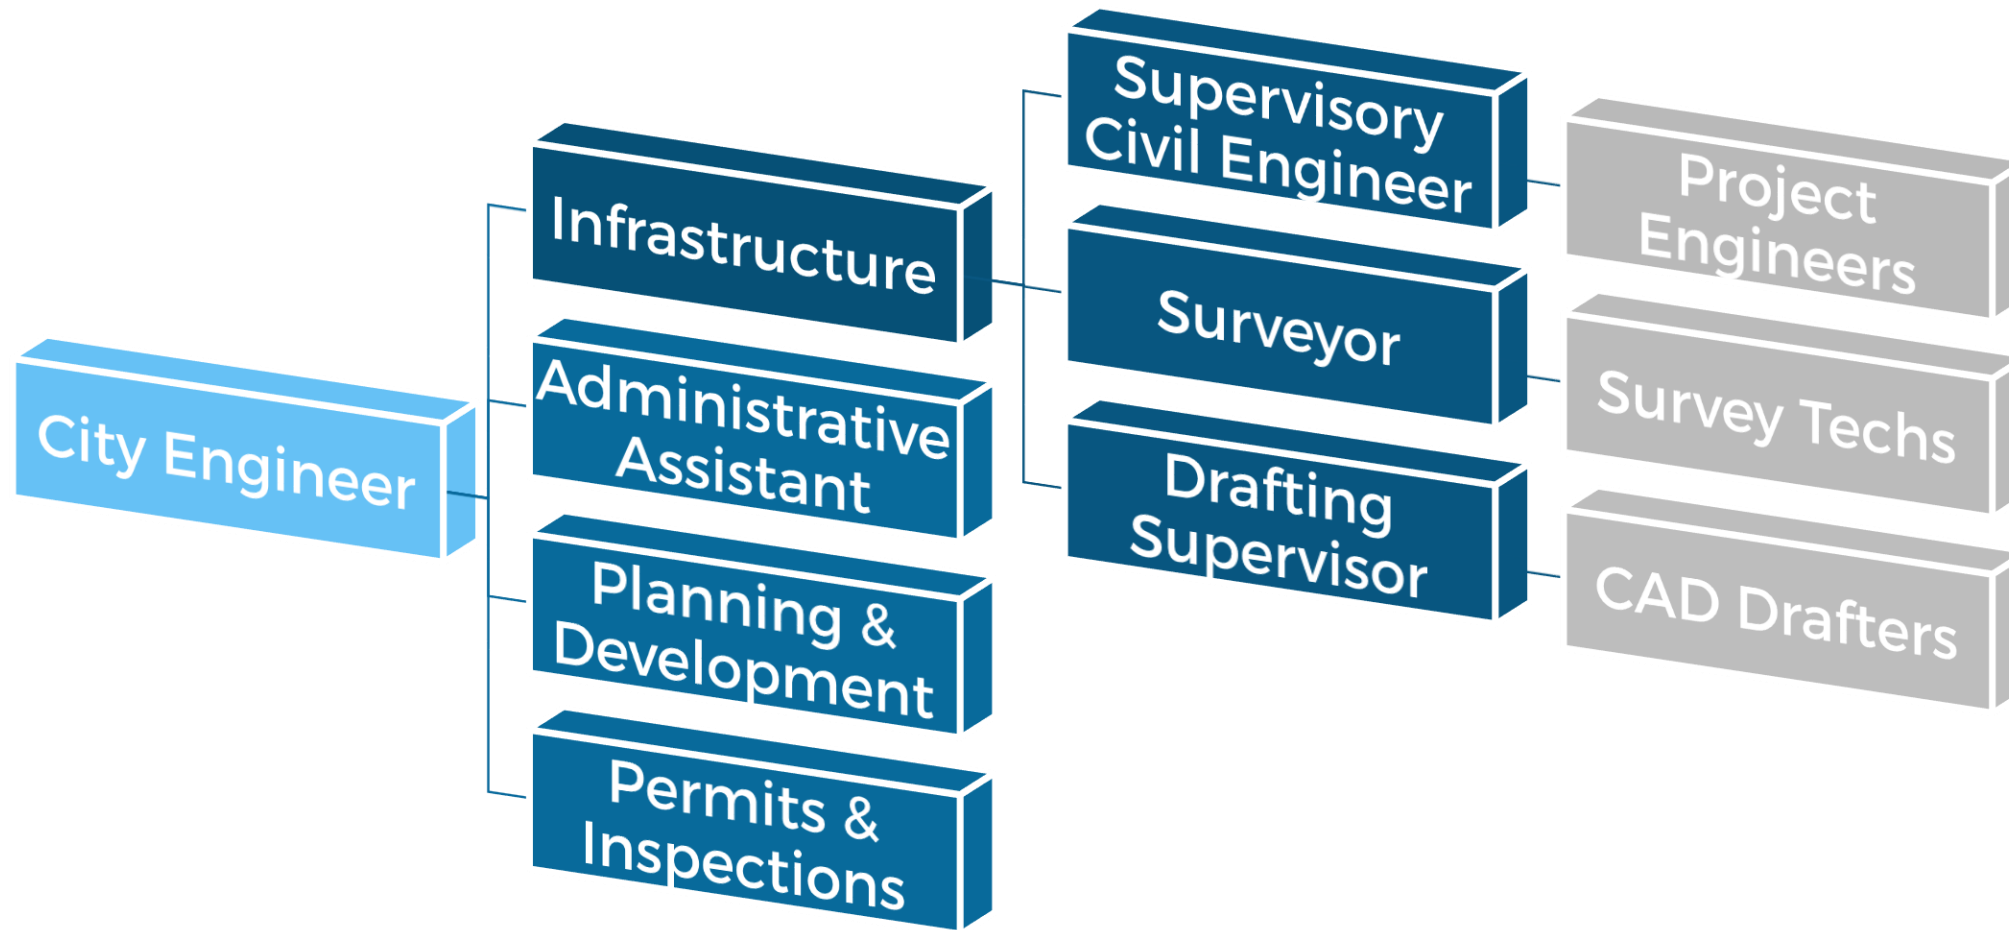 City Engineer
Infrastructure
Administrative
Assistant
Planning &
Development
Permits &
Inspections
Supervisory
Civil Engineer
Surveyor
Drafting
Supervisor
Project
Engineers
Survey Techs
CAD Drafters